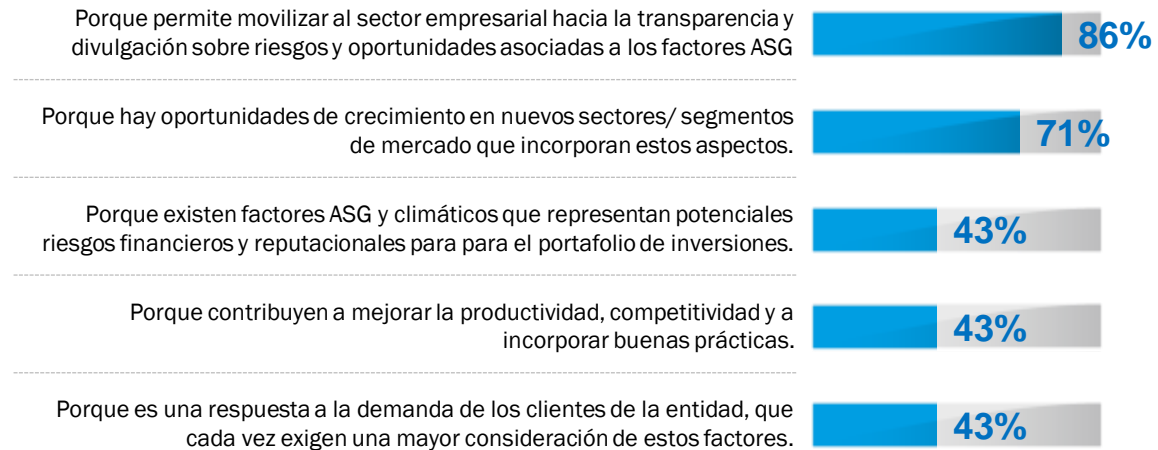 Porque permite movilizar al sector empresarial hacia la transparencia y
divulgación sobre riesgos y oportunidades asociadas a los factores ASG
86%
Porque hay oportunidades de crecimiento en nuevos sectores/ segmentos
de mercado que incorporan estos aspectos.
71%
Porque existen factores ASG y climáticos que representan potenciales
riesgos financieros y reputacionales para para el portafolio de inversiones.
43%
Porque contribuyen a mejorar la productividad, competitividad y a
incorporar buenas prácticas.
43%
Porque es una respuesta a la demanda de los clientes de la entidad, que
cada vez exigen una mayor consideración de estos factores.
43%